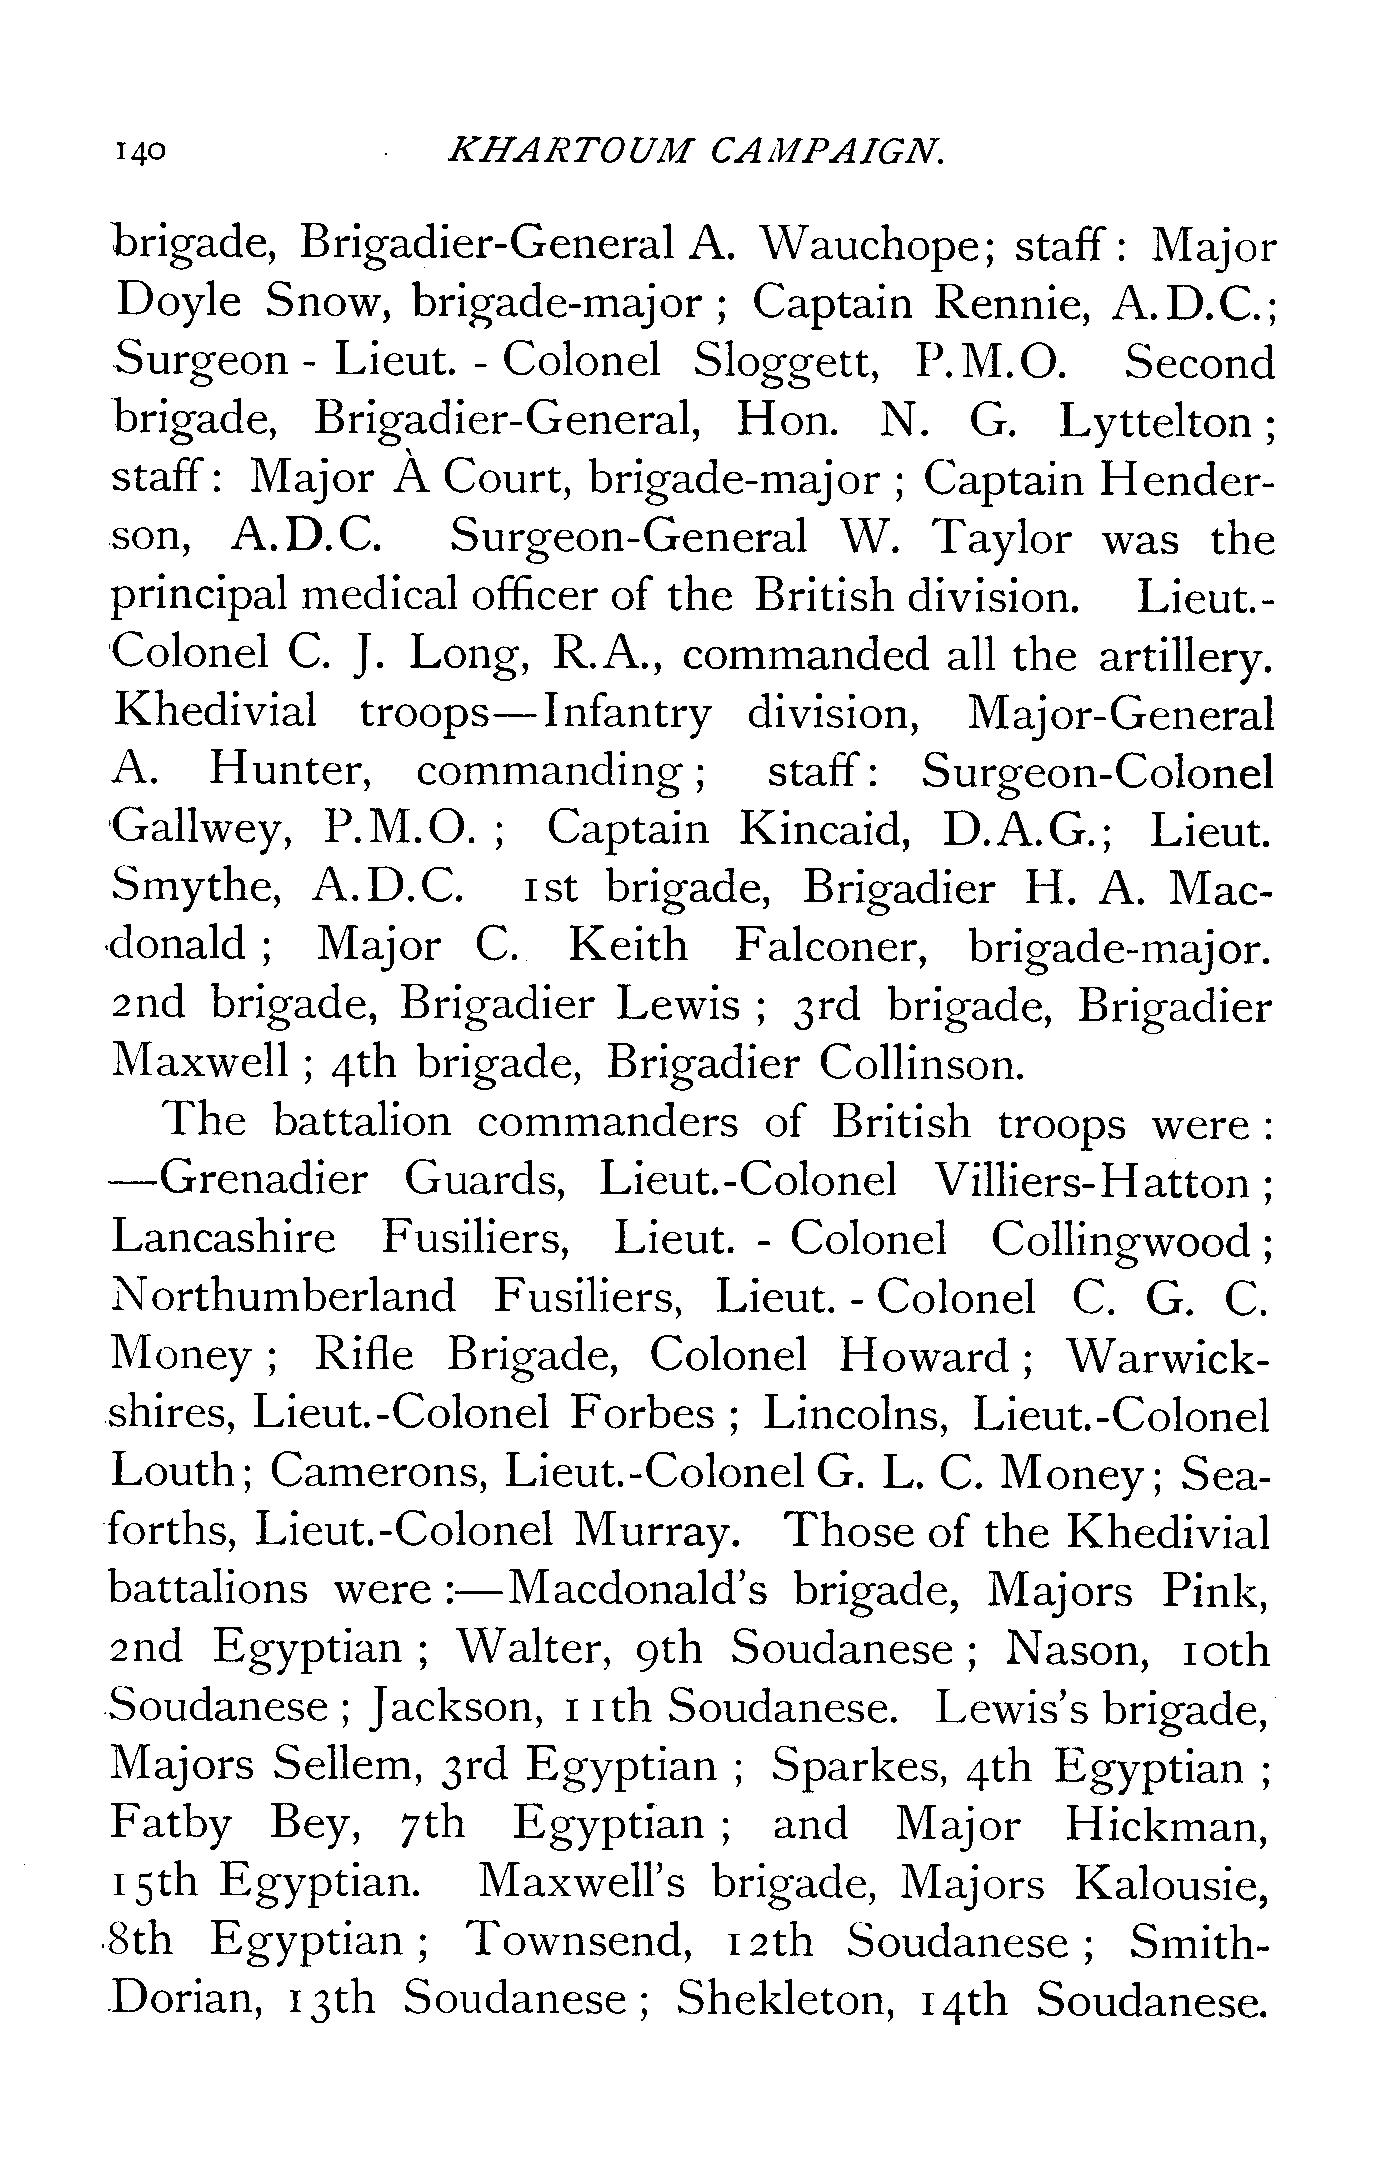 140 KHARTOUM CAMPAIGN.
brigade, Brigadier-General A. Wauchope; staff : Major
Doyle Snow, brigade-major ; Captain Rennie, A.D.C.;
Surgeon - Lieut. - Colonel Sloggett, P.M.O. Second
brigade, Brigadier-General, Hon. N. G. Lyttelton ;
staff : Major À Court, brigade-major ; Captain Hender-
son, A.D.C. Surgeon-General W. Taylor was the
principal medical officer of the British division. Lieut.-
Colonel C. J. Long, R.A., commanded all the artillery.
Khedivial troops—Infantry division, Major-General
A. Hunter, commanding ; staff : Surgeon-Colonel
Gallwey, P.M.O. ; Captain Kincaid, D.A.G.; Lieut.
Smythe, A.D.C. 1st brigade, Brigadier H. A. Mac-
donald ; Major C. Keith Falconer, brigade-major.
2nd brigade, Brigadier Lewis ; 3rd brigade, Brigadier
Maxwell ; 4th brigade, Brigadier Collinson.
The battalion commanders of British troops were :
—Grenadier Guards, Lieut.-Colonel Villiers-Hatton ;
Lancashire Fusiliers, Lieut. - Colonel Collingwood ;
Northumberland Fusiliers, Lieut. - Colonel C. G. C.
Money ; Rifle Brigade, Colonel Howard ; Warwick-
shires, Lieut.-Colonel Forbes ; Lincolns, Lieut.-Colonel
Louth; Camerons, Lieut.-Colonel G. L. C. Money; Sea-
forths, Lieut.-Colonel Murray. Those of the Khedivial
battalions were :—Macdonald's brigade, Majors Pink,
2nd Egyptian ; Walter, 9th Soudanese ; Nason, 10th
Soudanese ; Jackson, 11th Soudanese. Lewis's brigade,
Majors Sellem, 3rd Egyptian ; Sparkes, 4th Egyptian ;
Fatby Bey, 7th Egyptian ; and Major Hickman,
15th Egyptian. Maxwell's brigade, Majors Kalousie,
8th Egyptian ; Townsend, 12th Soudanese ; Smith-
Dorian, 13th Soudanese ; Shekleton, 14th Soudanese.